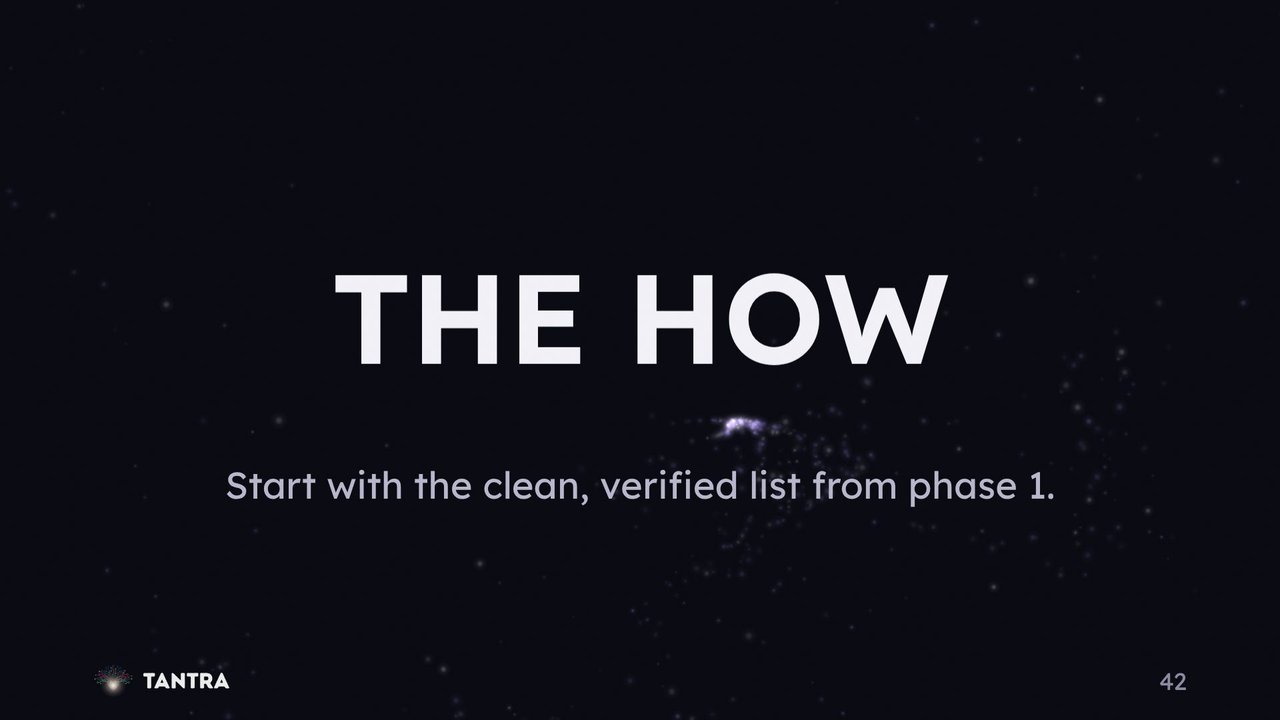 THE HOW
Start with the clean, verified list from phase 1.
TANTRA
42